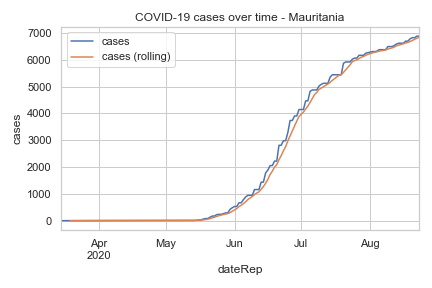 COVID-19 cases over time - Mauritania
cases
cases (rolling)
7000
6000
5000
4000
3000
2000
1000
0
cases
Apr
2020
May
Jun
Jul
Aug
dateRep